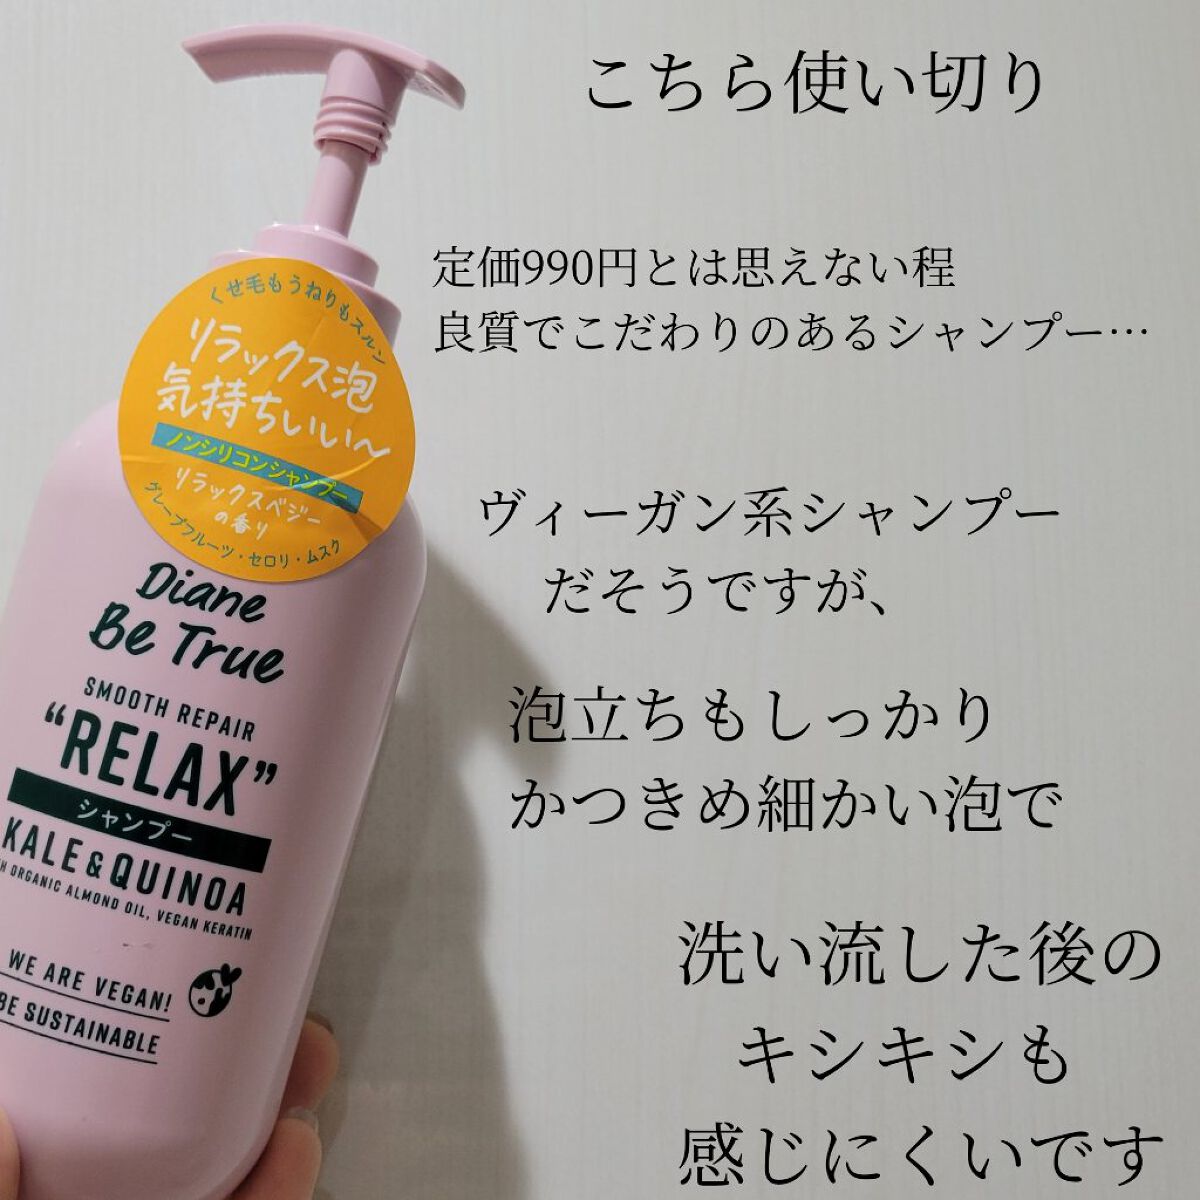 こちら使い切り
定価990円とは思えない程
良質でこだわりのあるシャンプー…
ヴィーガン系シャンプー
だそうですが、
泡立ちもしっかり
かつきめ細かい泡で
洗い流した後の
キシキシも
感じにくいです
くせ毛もうねりもスルン
リラックス泡
気持ちいい〜
ノンシリコンシャンプー
リラックスベジー
の香り
グレープフルーツ・セロリ・ムスク
Diane
Be True
SMOOTH REPAIR
"RELAX"
シャンプー
KALE & QUINOA
ORGANIC ALMOND OIL, VEGAN KERATIN
WE ARE VEGAN!
BE SUSTAINABLE